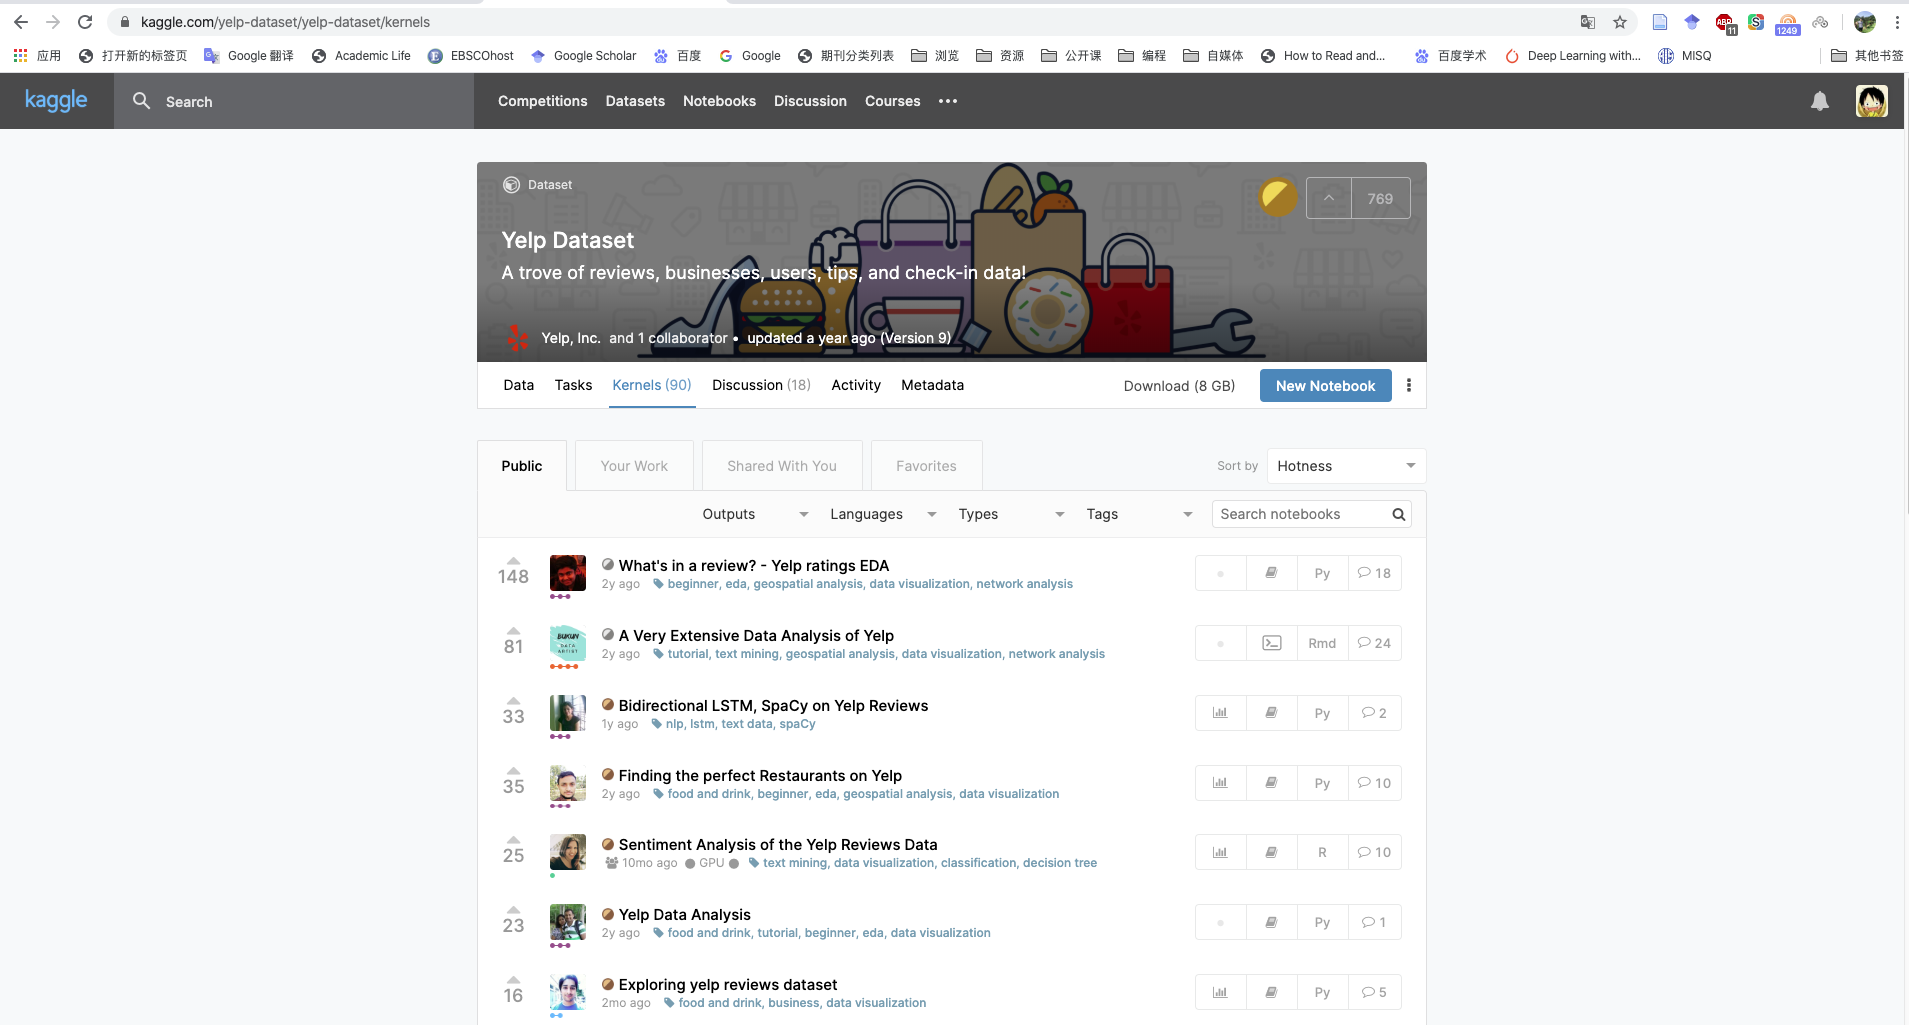 kaggle.com/yelp-dataset/yelp-dataset/kernels
ABP 11 S 1249
应用 打开新的标签页 Google 翻译 Academic Life EBSCOhost Google Scholar 百度 Google 期刊分类列表 浏览 资源 公开课 编程 自媒体 How to Read and... 百度学术 Deep Learning with... MISQ 其他书签
kaggle Search Competitions Datasets Notebooks Discussion Courses
Dataset
769
Yelp Dataset
A trove of reviews, businesses, users, tips, and check-in data!
Yelp, Inc. and 1 collaborator • updated a year ago (Version 9)
Data Tasks Kernels (90) Discussion (18) Activity Metadata Download (8 GB) New Notebook
Public Your Work Shared With You Favorites Sort by Hotness
Outputs Languages Types Tags Search notebooks
148 What's in a review? - Yelp ratings EDA Py 18
2y ago beginner, eda, geospatial analysis, data visualization, network analysis
81 BUKUN DATA ARTIST A Very Extensive Data Analysis of Yelp Rmd 24
2y ago tutorial, text mining, geospatial analysis, data visualization, network analysis
33 Bidirectional LSTM, SpaCy on Yelp Reviews Py 2
1y ago nlp, lstm, text data, spaCy
35 Finding the perfect Restaurants on Yelp Py 10
2y ago food and drink, beginner, eda, geospatial analysis, data visualization
25 Sentiment Analysis of the Yelp Reviews Data R 10
10mo ago GPU text mining, data visualization, classification, decision tree
23 Yelp Data Analysis Py 1
2y ago food and drink, tutorial, beginner, eda, data visualization
16 Exploring yelp reviews dataset Py 5
2mo ago food and drink, business, data visualization